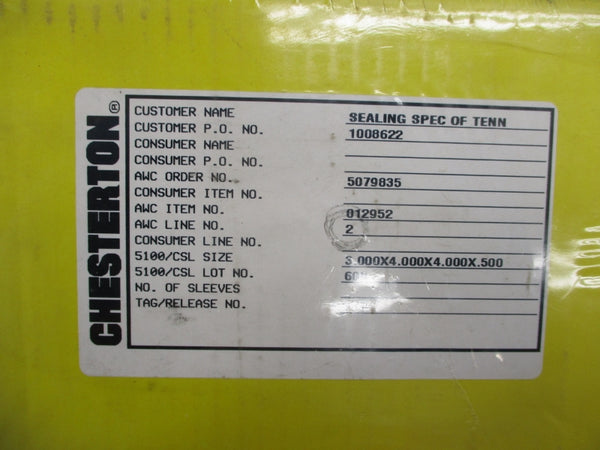 CHESTERTON®
CUSTOMER NAME SEALING SPEC OF TENN
CUSTOMER P.O. NO. 1008622
CONSUMER NAME
CONSUMER P.O. NO.
AWC ORDER NO. 5079835
CONSUMER ITEM NO.
AWC ITEM NO. 012952
AWC LINE NO. 2
CONSUMER LINE NO.
5100/CSL SIZE 3.000X4.000X4.000X.500
5100/CSL LOT NO.
NO. OF SLEEVES
TAG/RELEASE NO.